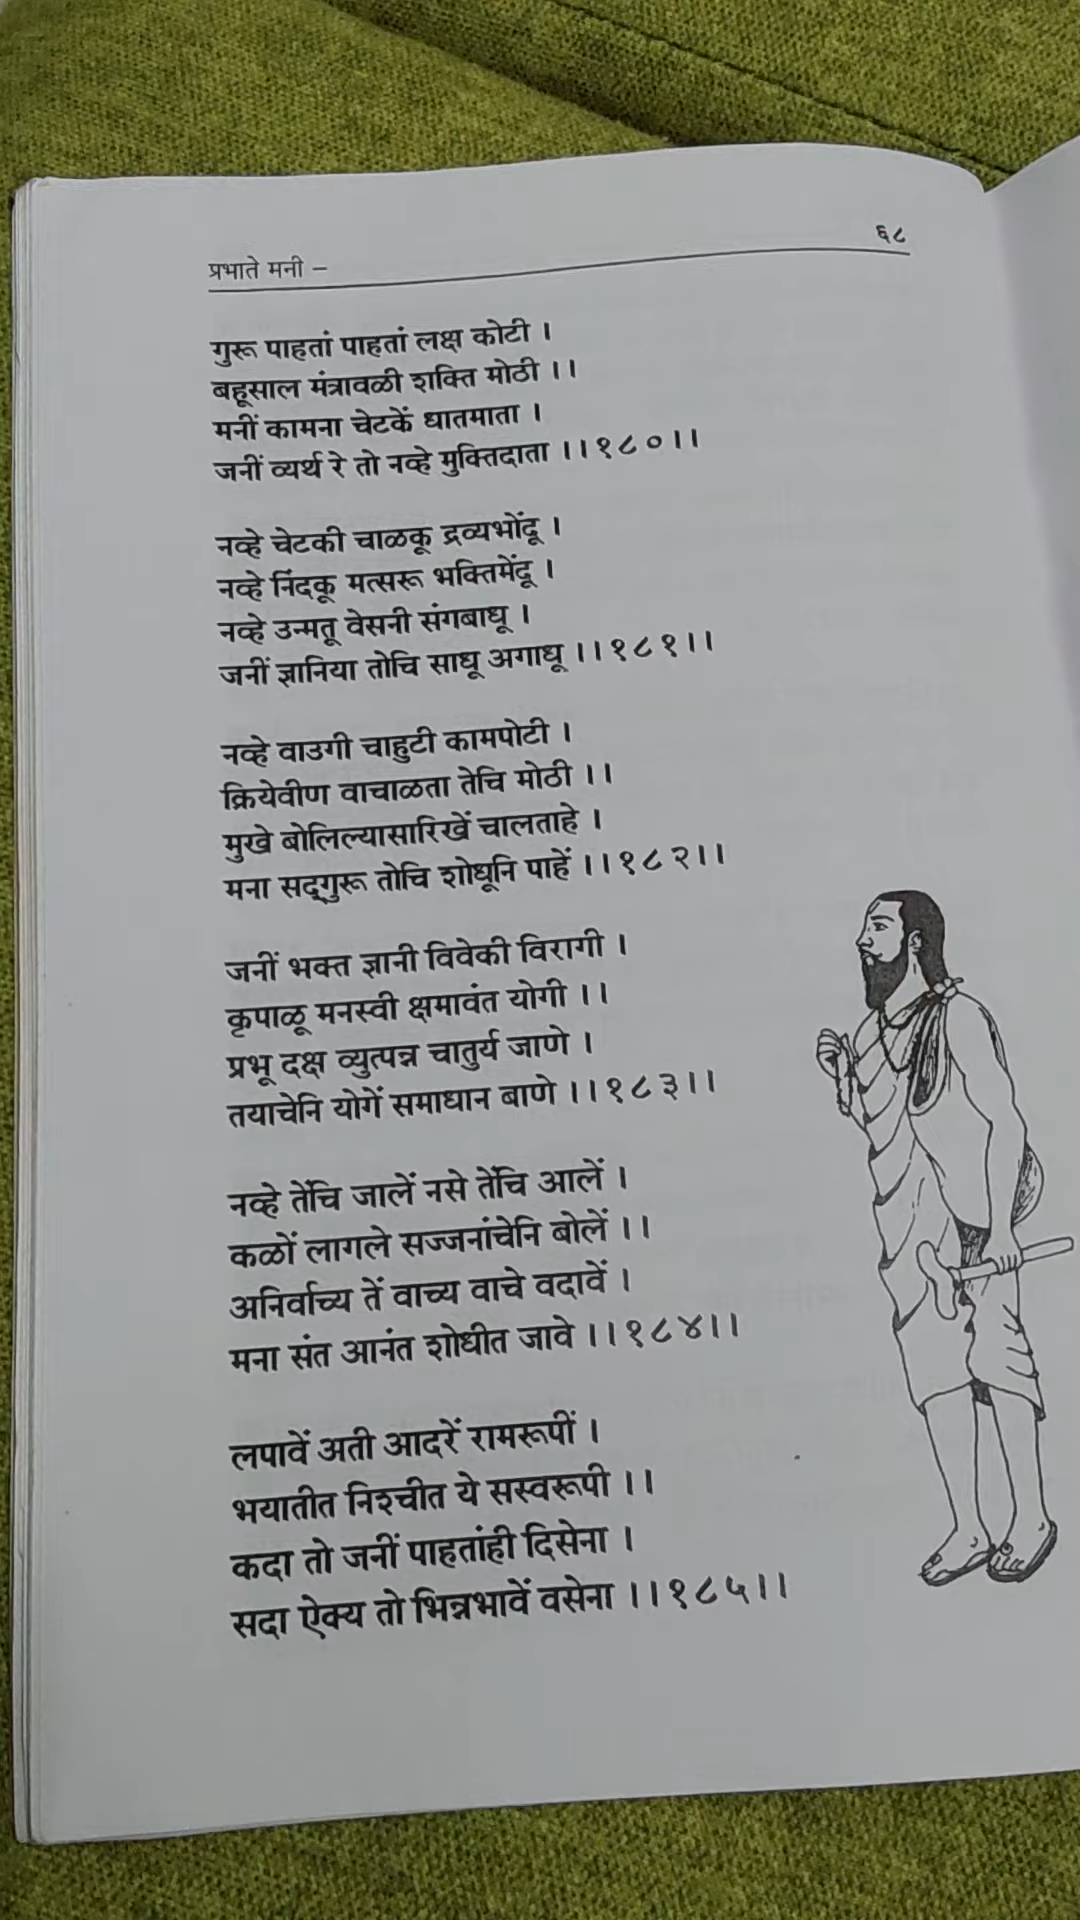 ६८
प्रभाते मनी –
गुरू पाहतां पाहतां लक्ष कोटी ।
बहूसाल मंत्रावळी शक्ति मोठी ।।
मनीं कामना चेटकें धातमाता ।
जनीं व्यर्थ रे तो नव्हे मुक्तिदाता ।।१८०।।
नव्हे चेटकी चाळकू द्रव्यभोंदू ।
नव्हे निंदकू मत्सरू भक्तिमेंदू ।
नव्हे उन्मतू वेसनी संगबाधू ।
जनीं ज्ञानिया तोचि साधू अगाधू ।।१८१।।
नव्हे वाउगी चाहुटी कामपोटी ।
क्रियेवीण वाचाळता तेचि मोठी ।।
मुखे बोलिल्यासारिखें चालताहे ।
मना सद्‌गुरू तोचि शोधूनि पाहें ।।१८२।।
जनीं भक्त ज्ञानी विवेकी विरागी ।
कृपाळू मनस्वी क्षमावंत योगी ।।
प्रभू दक्ष व्युत्पन्न चातुर्य जाणे ।
तयाचेनि योगें समाधान बाणे ।।१८३।।
नव्हे तेंचि जालें नसे तेंचि आलें ।
कळों लागले सज्जनांचेनि बोलें ।।
अनिर्वाच्य तें वाच्य वाचे वदावें ।
मना संत आनंत शोधीत जावे ।।१८४।।
लपावें अती आदरें रामरूपीं ।
भयातीत निश्चीत ये सस्वरूपी ।।
कदा तो जनीं पाहतांही दिसेना ।
सदा ऐक्य तो भिन्नभावें वसेना ।।१८५।।